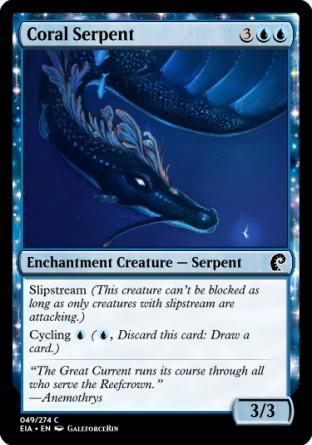 Coral Serpent 3
Enchantment Creature — Serpent
Slipstream (This creature can't be blocked as
long as only creatures with slipstream are
attacking.)
Cycling ( , Discard this card: Draw a
card.)
"The Great Current runs its course through all
who serve the Reefcrown."
—Anemothrys
3/3
049/274 C
EIA • EN GaleforceRin